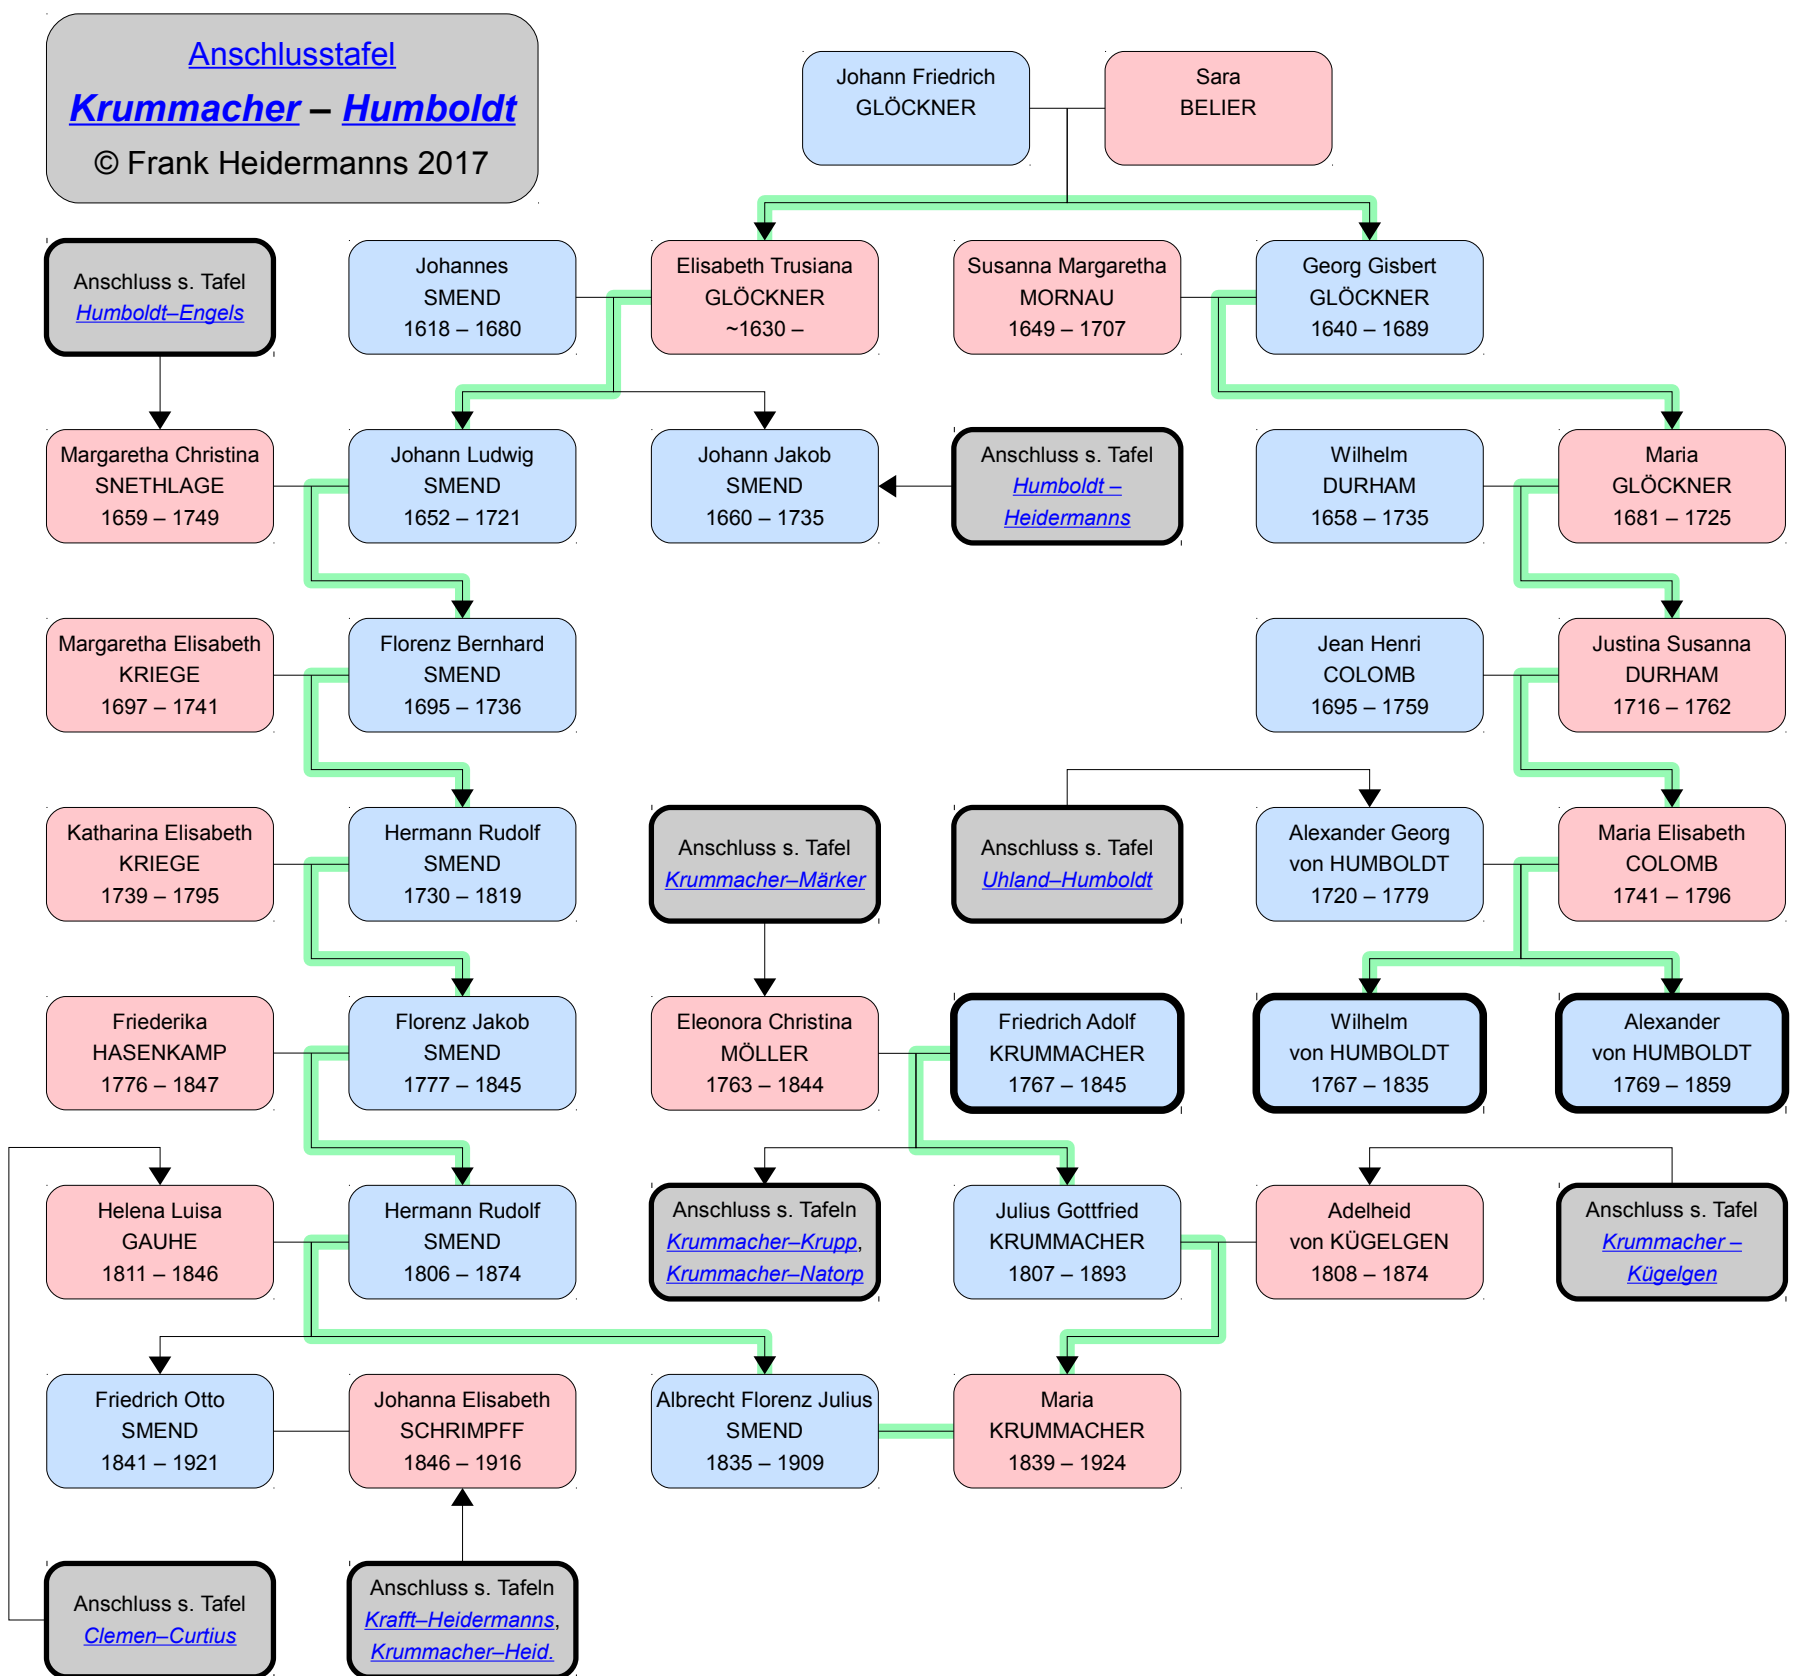 Anschlusstafel
Krummacher – Humboldt
© Frank Heidermanns 2017
Johann Friedrich
GLÖCKNER
Sara
BELIER
Anschluss s. Tafel
Humboldt–Engels
Johannes
SMEND
1618 – 1680
Elisabeth Trusiana
GLÖCKNER
~1630 –
Susanna Margaretha
MORNAU
1649 – 1707
Georg Gisbert
GLÖCKNER
1640 – 1689
Margaretha Christina
SNETHLAGE
1659 – 1749
Johann Ludwig
SMEND
1652 – 1721
Johann Jakob
SMEND
1660 – 1735
Anschluss s. Tafel
Humboldt –
Heidermanns
Wilhelm
DURHAM
1658 – 1735
Maria
GLÖCKNER
1681 – 1725
Margaretha Elisabeth
KRIEGE
1697 – 1741
Florenz Bernhard
SMEND
1695 – 1736
Jean Henri
COLOMB
1695 – 1759
Justina Susanna
DURHAM
1716 – 1762
Katharina Elisabeth
KRIEGE
1739 – 1795
Hermann Rudolf
SMEND
1730 – 1819
Anschluss s. Tafel
Krummacher–Märker
Anschluss s. Tafel
Uhland–Humboldt
Alexander Georg
von HUMBOLDT
1720 – 1779
Maria Elisabeth
COLOMB
1741 – 1796
Friederika
HASENKAMP
1776 – 1847
Florenz Jakob
SMEND
1777 – 1845
Eleonora Christina
MÖLLER
1763 – 1844
Friedrich Adolf
KRUMMACHER
1767 – 1845
Wilhelm
von HUMBOLDT
1767 – 1835
Alexander
von HUMBOLDT
1769 – 1859
Helena Luisa
GAUHE
1811 – 1846
Hermann Rudolf
SMEND
1806 – 1874
Anschluss s. Tafeln
Krummacher–Krupp,
Krummacher–Natorp
Julius Gottfried
KRUMMACHER
1807 – 1893
Adelheid
von KÜGELGEN
1808 – 1874
Anschluss s. Tafel
Krummacher –
Kügelgen
Friedrich Otto
SMEND
1841 – 1921
Johanna Elisabeth
SCHRIMPFF
1846 – 1916
Albrecht Florenz Julius
SMEND
1835 – 1909
Maria
KRUMMACHER
1839 – 1924
Anschluss s. Tafel
Clemen–Curtius
Anschluss s. Tafeln
Krafft–Heidermanns,
Krummacher–Heid.